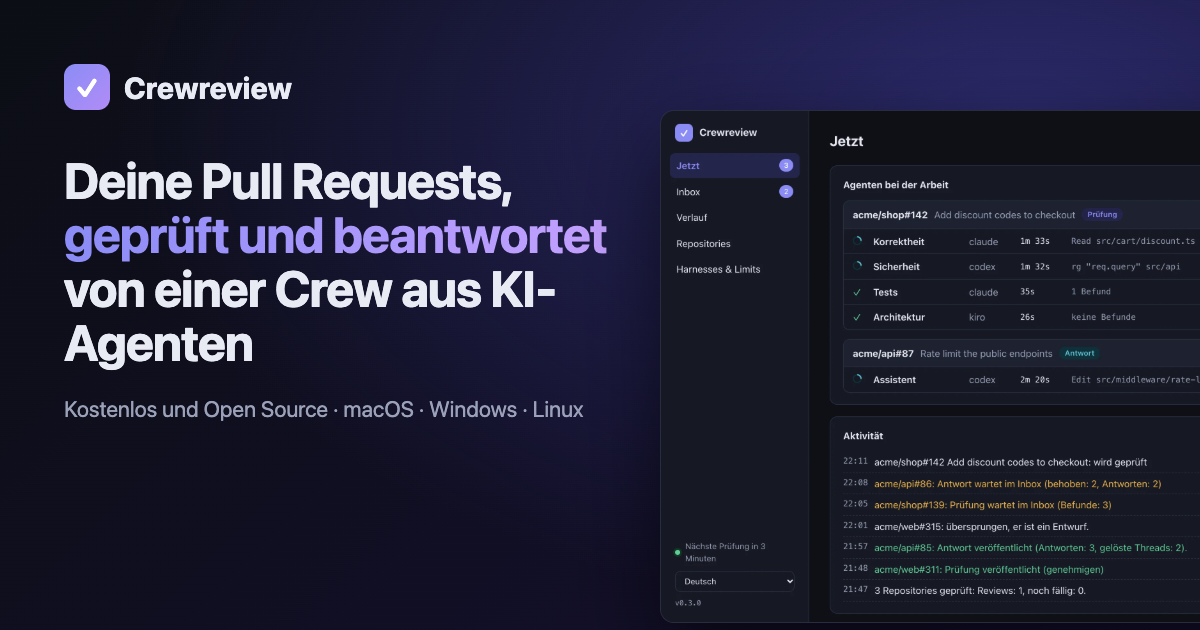 Crewreview
Deine Pull Requests,
geprüft und beantwortet
von einer Crew aus KI-
Agenten
Kostenlos und Open Source · macOS · Windows · Linux
Crewreview
Jetzt 3
Inbox 2
Verlauf
Repositories
Harnesses & Limits
Nächste Prüfung in 3
Minuten
Deutsch
v0.3.0
Jetzt
Agenten bei der Arbeit
acme/shop#142 Add discount codes to checkout Prüfung
Korrektheit claude 1m 33s Read src/cart/discount.ts
Sicherheit codex 1m 32s rg "req.query" src/api
Tests claude 35s 1 Befund
Architektur kiro 26s keine Befunde
acme/api#87 Rate limit the public endpoints Antwort
Assistent codex 2m 20s Edit src/middleware/rate-l
Aktivität
22:11 acme/shop#142 Add discount codes to checkout: wird geprüft
22:08 acme/api#86: Antwort wartet im Inbox (behoben: 2, Antworten: 2)
22:05 acme/shop#139: Prüfung wartet im Inbox (Befunde: 3)
22:01 acme/web#315: übersprungen, er ist ein Entwurf.
21:57 acme/api#85: Antwort veröffentlicht (Antworten: 3, gelöste Threads: 2).
21:48 acme/web#311: Prüfung veröffentlicht (genehmigen)
21:47 3 Repositories geprüft: Reviews: 1, noch fällig: 0.